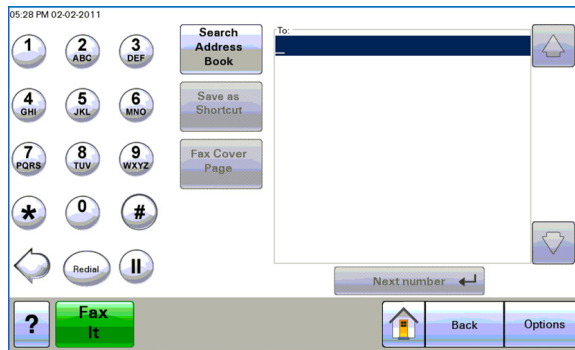 05:28 PM 02-02-2011
To:
Search
Address
Book
1
2
ABC
3
DEF
4
GHI
5
JKL
6
MNO
Save as
Shortcut
7
PQRS
8
TUV
9
WXYZ
Fax Cover
Page
*
0
#
Redial
Next number
?
Fax
It
Back
Options